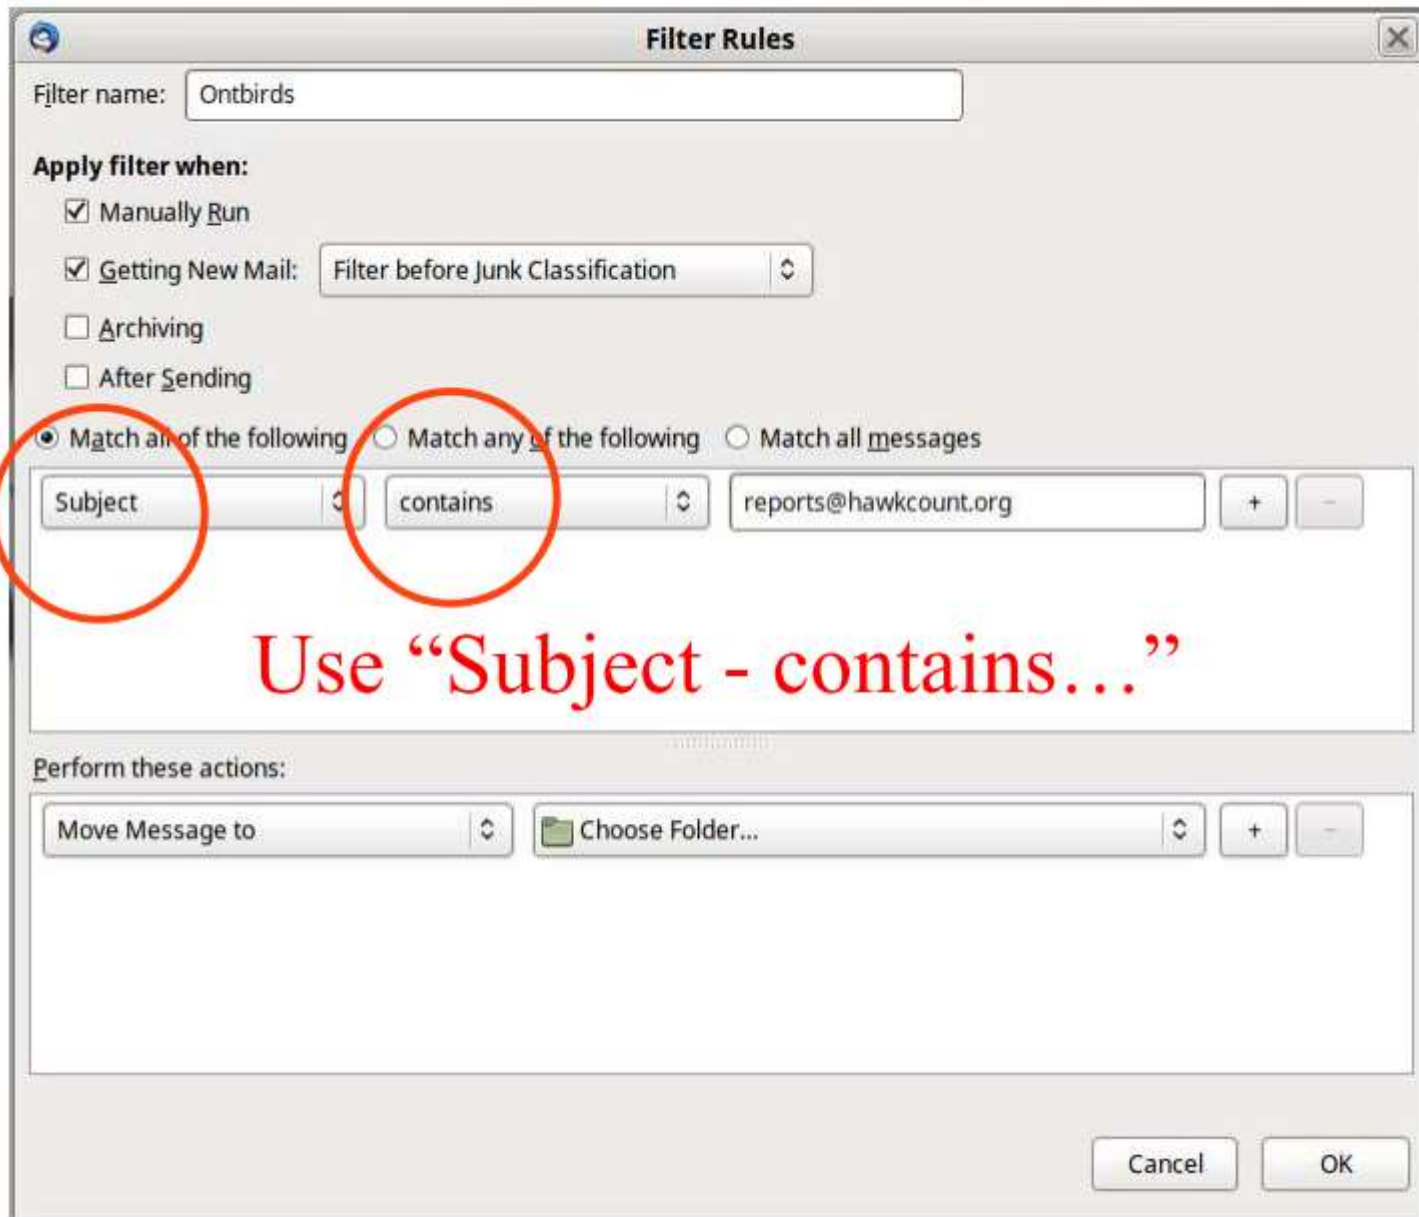 Filter Rules
Filter name: Ontbirds
Apply filter when:
Manually Run
Getting New Mail: Filter before Junk Classification
Archiving
After Sending
Match all of the following Match any of the following Match all messages
Subject contains reports@hawkcount.org + -
Use “Subject - contains…”
Perform these actions:
Move Message to Choose Folder... + -
Cancel OK